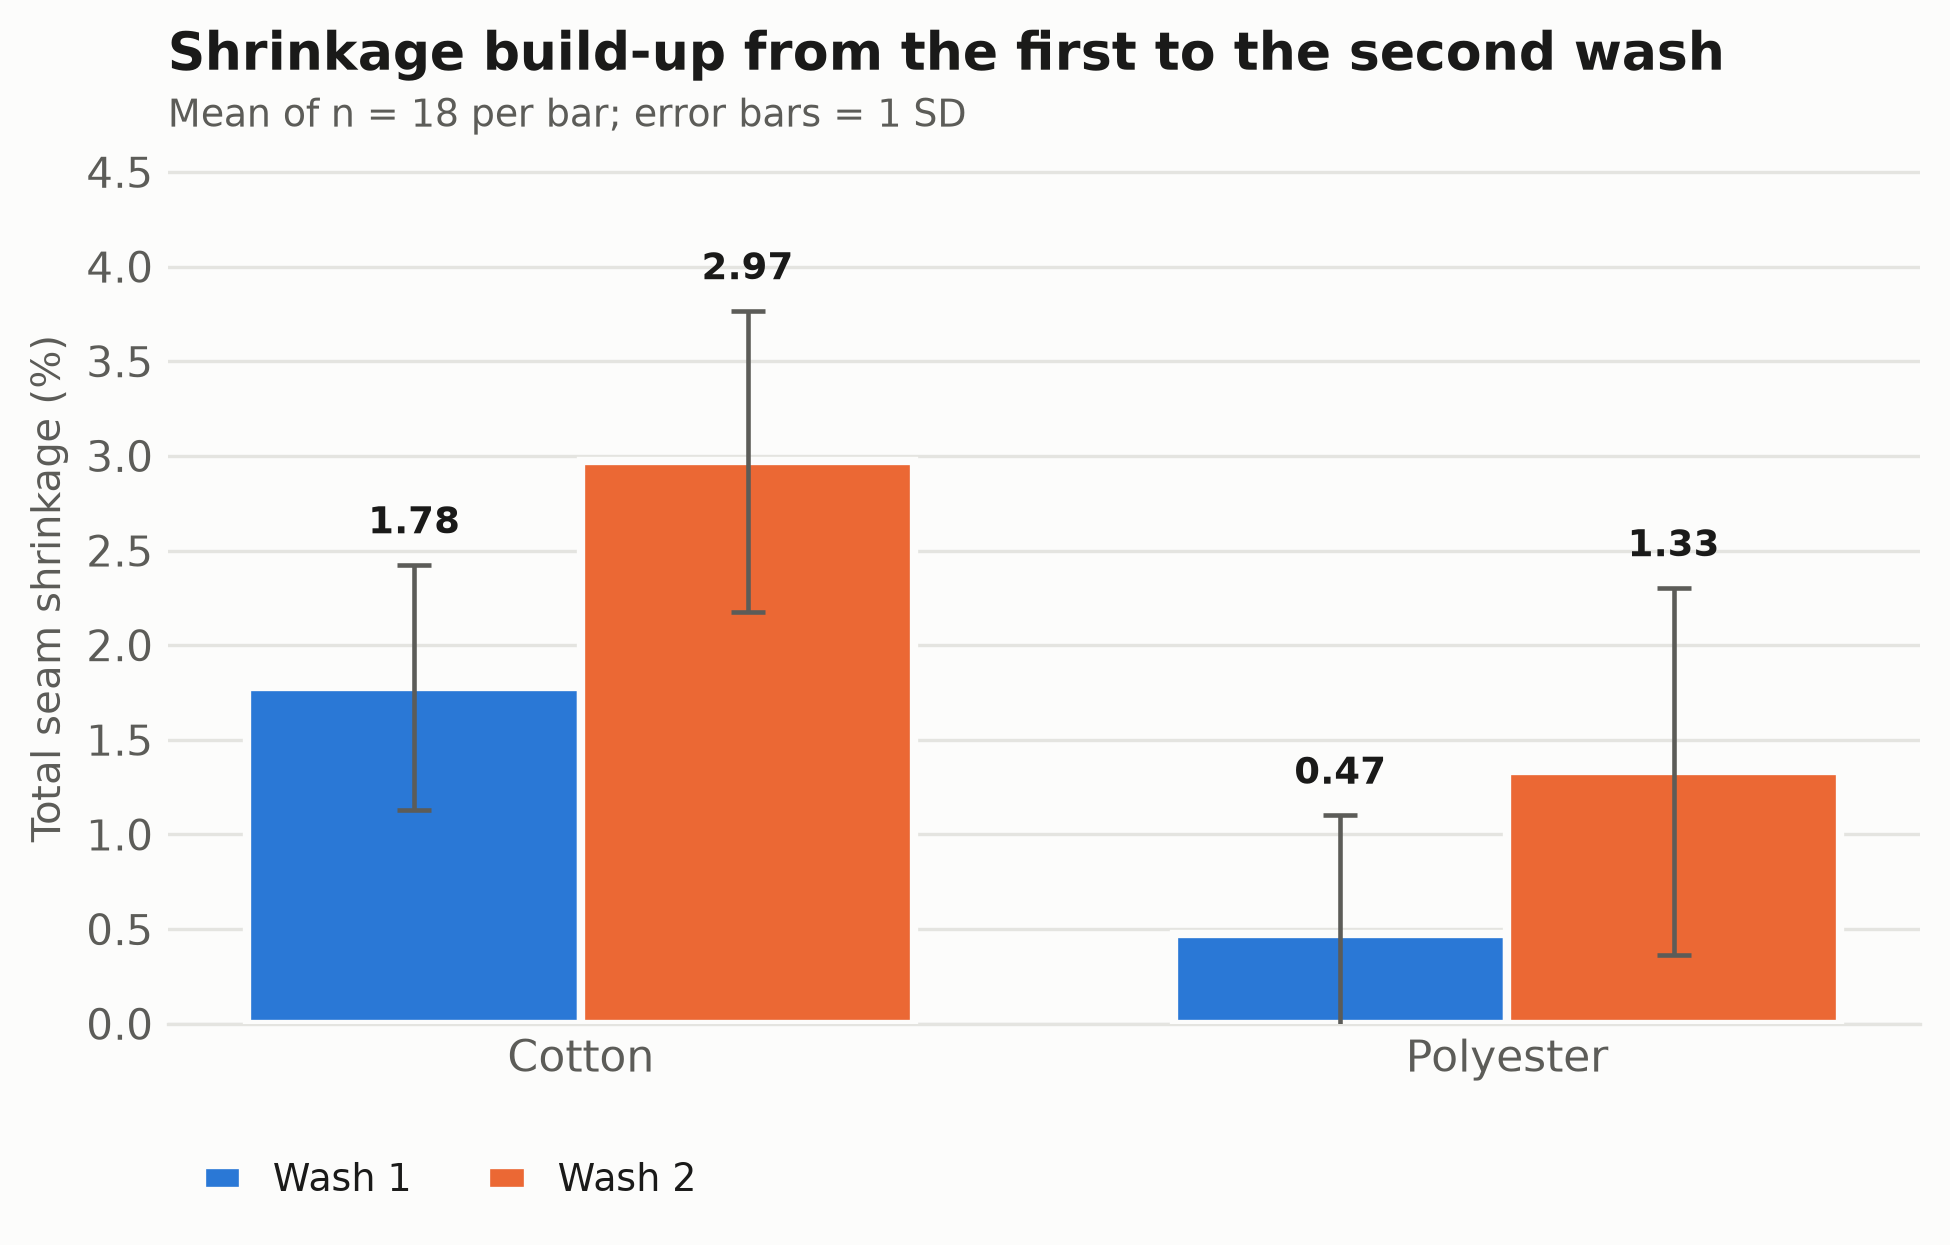 Shrinkage build-up from the first to the second wash
Mean of n = 18 per bar; error bars = 1 SD
Total seam shrinkage (%)
4.5
4.0
3.5
3.0
2.5
2.0
1.5
1.0
0.5
0.0
1.78
2.97
0.47
1.33
Cotton
Polyester
Wash 1
Wash 2